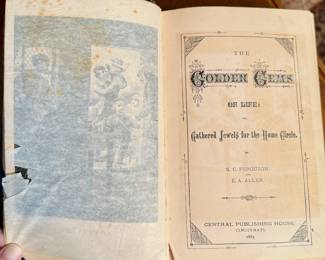 THE
GOLDEN GEMS
OF LIFE;
OR,
Gathered Jewels for the Home Circle.
BY
S. C. FERGUSON
AND
E. A. ALLEN
CENTRAL PUBLISHING HOUSE,
CINCINNATI.